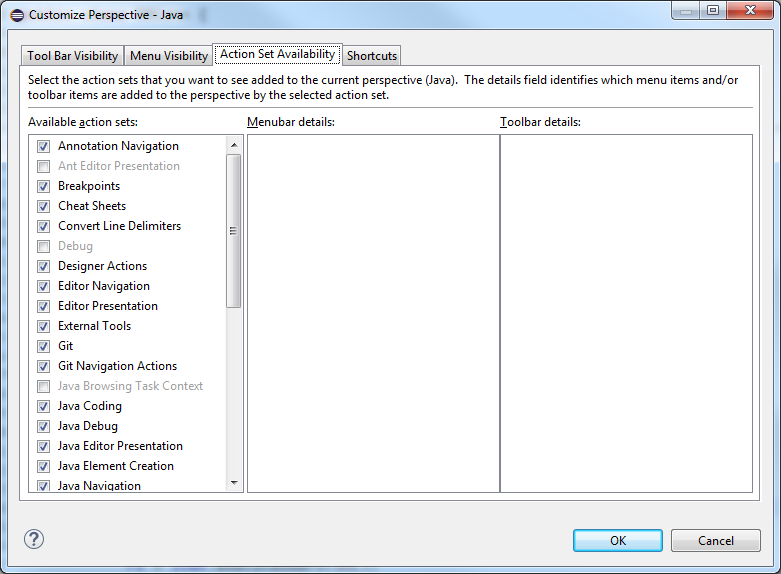 Customize Perspective - Java
Tool Bar Visibility Menu Visibility Action Set Availability Shortcuts
Select the action sets that you want to see added to the current perspective (Java). The details field identifies which menu items and/or
toolbar items are added to the perspective by the selected action set.
Available action sets: Menubar details: Toolbar details:
Annotation Navigation
Ant Editor Presentation
Breakpoints
Cheat Sheets
Convert Line Delimiters
Debug
Designer Actions
Editor Navigation
Editor Presentation
External Tools
Git
Git Navigation Actions
Java Browsing Task Context
Java Coding
Java Debug
Java Editor Presentation
Java Element Creation
Java Navigation
OK Cancel